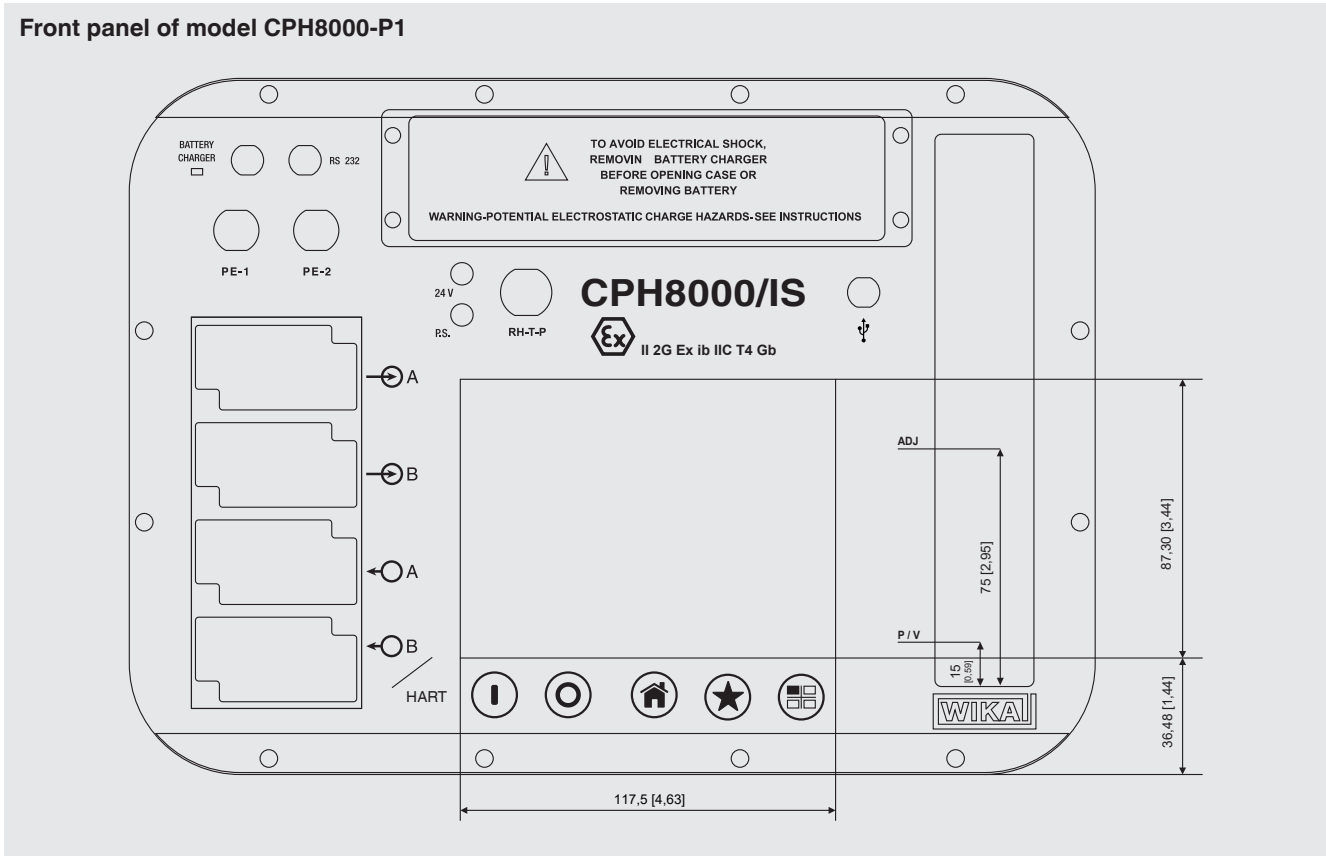 Front panel of model CPH8000-P1
BATTERY
CHARGER
RS 232
TO AVOID ELECTRICAL SHOCK,
REMOVIN BATTERY CHARGER
BEFORE OPENING CASE OR
REMOVING BATTERY
WARNING-POTENTIAL ELECTROSTATIC CHARGE HAZARDS-SEE INSTRUCTIONS
PE-1
PE-2
24 V
P.S.
RH-T-P
CPH8000/IS
Ex
II 2G Ex ib IIC T4 Gb
A
B
A
B
HART
ADJ
75 [2,95]
P / V
15
[0,59]
87,30 [3,44]
36,48 [1,44]
WIKA
117,5 [4,63]